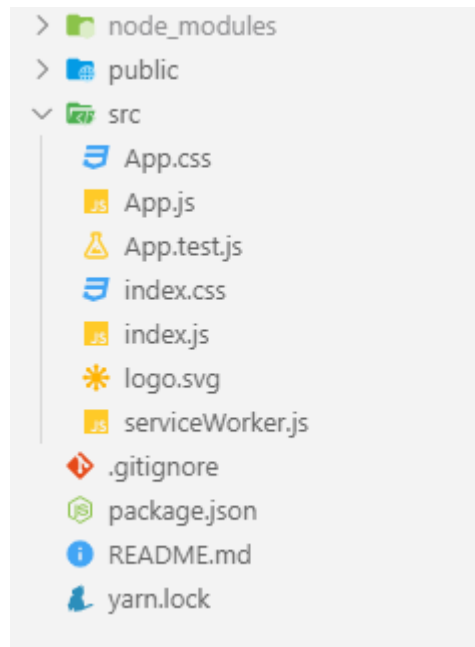 node_modules
public
src
App.css
App.js
App.test.js
index.css
index.js
logo.svg
serviceWorker.js
.gitignore
package.json
README.md
yarn.lock